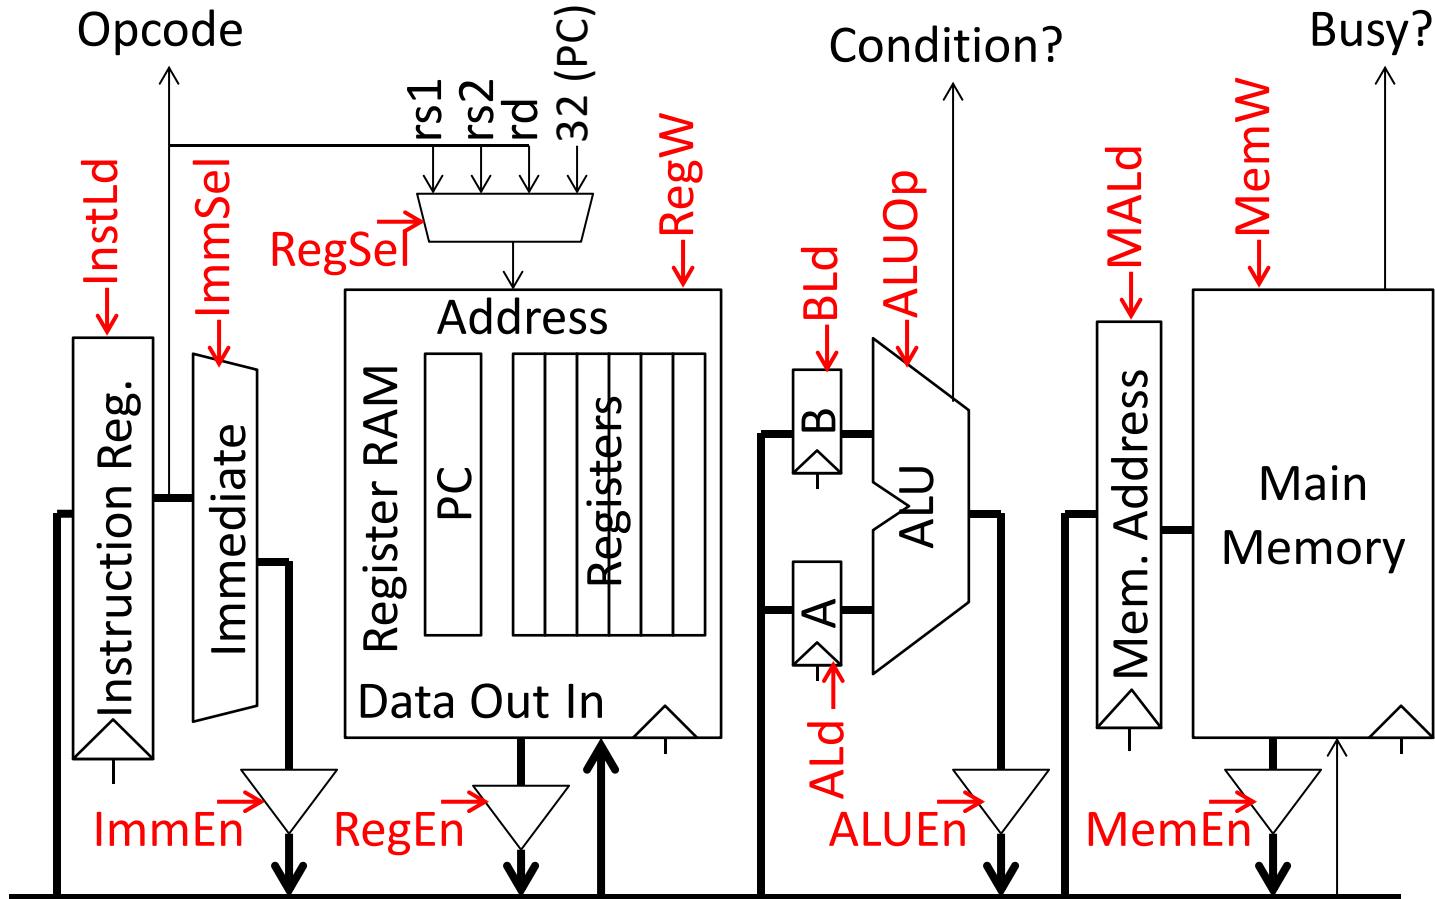 Opcode
Condition?
Busy?
rs1
rs2
rd
32 (PC)
InstLd
ImmSel
RegSel
RegW
BLd
ALUOp
MALd
MemW
Address
Instruction Reg.
Immediate
Register RAM
PC
Registers
B
A
ALU
Mem. Address
Main
Memory
Data Out In
ALd
ImmEn
RegEn
ALUEn
MemEn